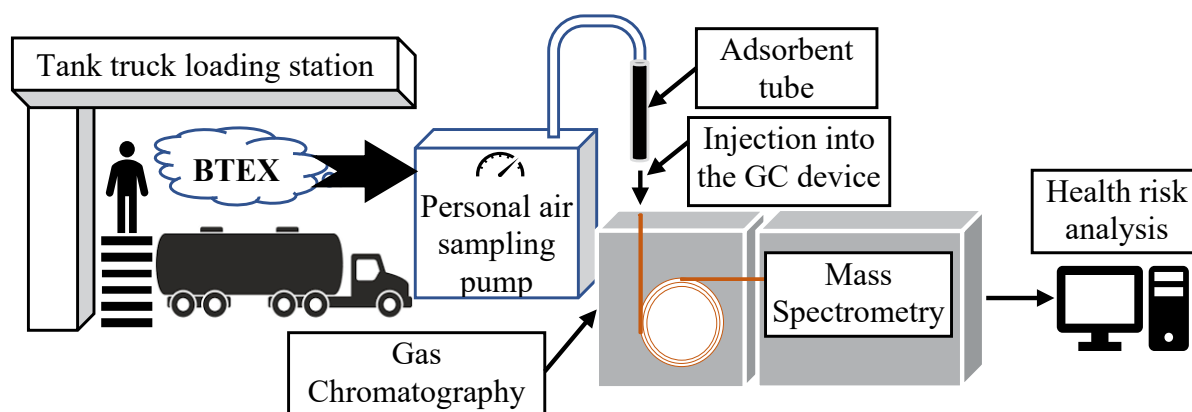 Tank truck loading station
BTEX
Personal air
sampling
pump
Adsorbent
tube
Injection into
the GC device
Gas
Chromatography
Mass
Spectrometry
Health risk
analysis